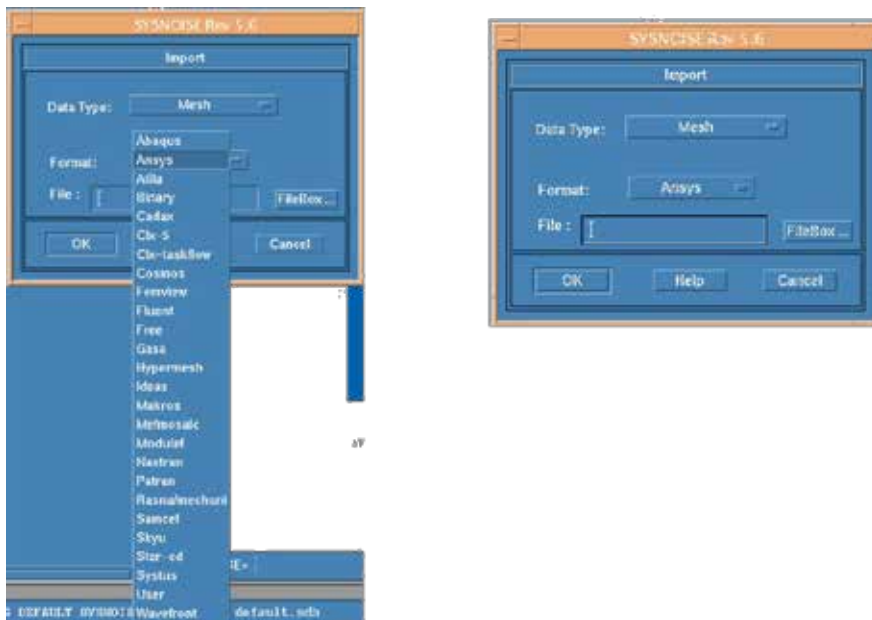 SYSNOISE Rev 5.6
Import
Data Type: Mesh
Format:
File :
FileBox ...
OK
Cancel
Abaqus
Ansys
Binary
Cadax
Cfx-5
Cfx-taskflow
Cosmos
Femview
Fluent
Free
Gasa
Hypermesh
Ideas
Makros
Modulef
Nastran
Patran
Samcef
Skyu
Star-cd
Systus
User
Wavefront
DEFAULT
default.sdb
SYSNOISE Rev 5.6
Import
Data Type: Mesh
Format: Ansys
File :
FileBox ...
OK
Help
Cancel